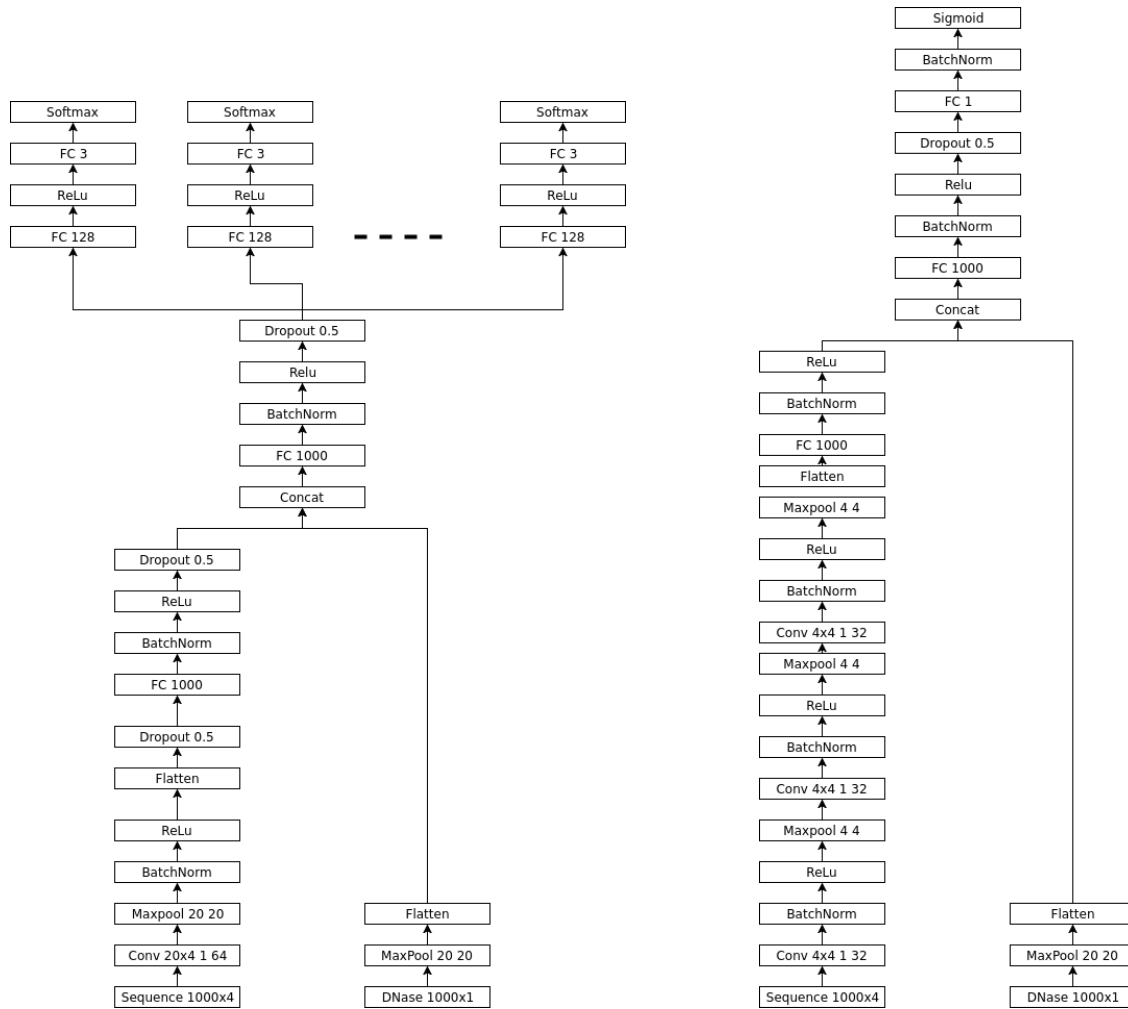 Sigmoid
BatchNorm
FC 1
Dropout 0.5
Relu
BatchNorm
FC 1000
Concat
Softmax
Softmax
Softmax
FC 3
FC 3
FC 3
ReLu
ReLu
ReLu
FC 128
FC 128
FC 128
Dropout 0.5
Relu
BatchNorm
FC 1000
Concat
Dropout 0.5
ReLu
BatchNorm
FC 1000
Dropout 0.5
Flatten
ReLu
BatchNorm
Maxpool 20 20
Conv 20x4 1 64
Sequence 1000x4
Flatten
MaxPool 20 20
DNase 1000x1
ReLu
BatchNorm
FC 1000
Flatten
Maxpool 4 4
ReLu
BatchNorm
Conv 4x4 1 32
Maxpool 4 4
ReLu
BatchNorm
Conv 4x4 1 32
Maxpool 4 4
ReLu
BatchNorm
Conv 4x4 1 32
Sequence 1000x4
Flatten
MaxPool 20 20
DNase 1000x1